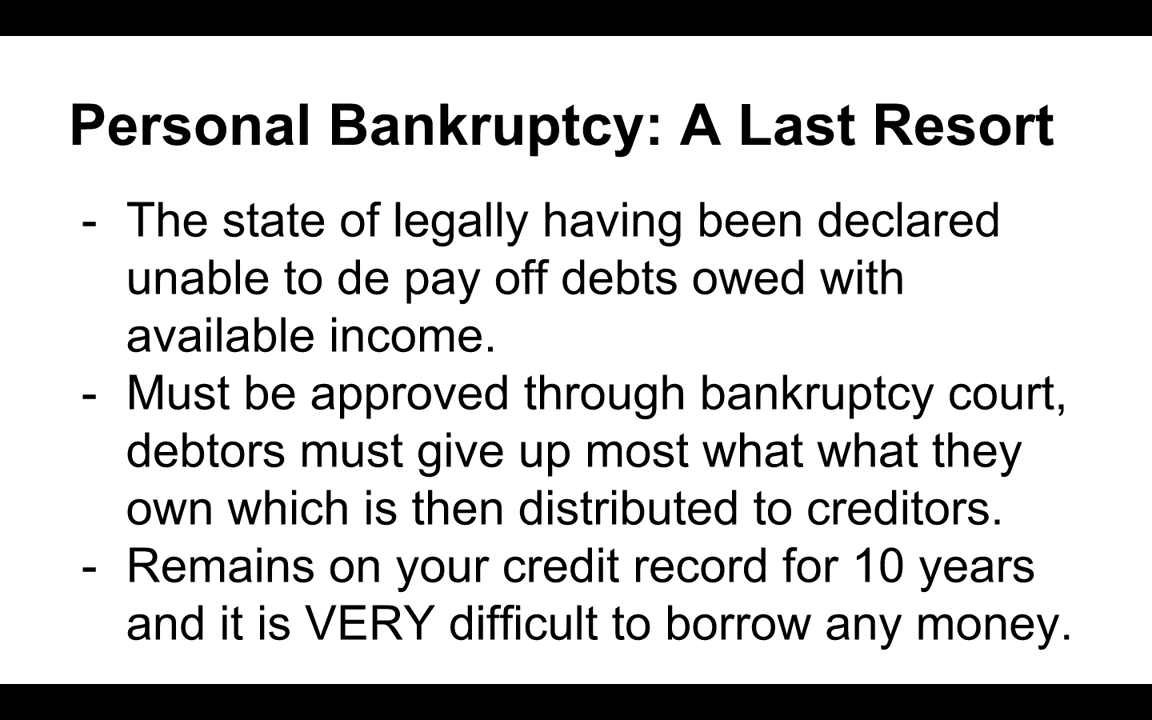 Personal Bankruptcy: A Last Resort
- The state of legally having been declared
unable to de pay off debts owed with
available income.
- Must be approved through bankruptcy court,
debtors must give up most what what they
own which is then distributed to creditors.
- Remains on your credit record for 10 years
and it is VERY difficult to borrow any money.